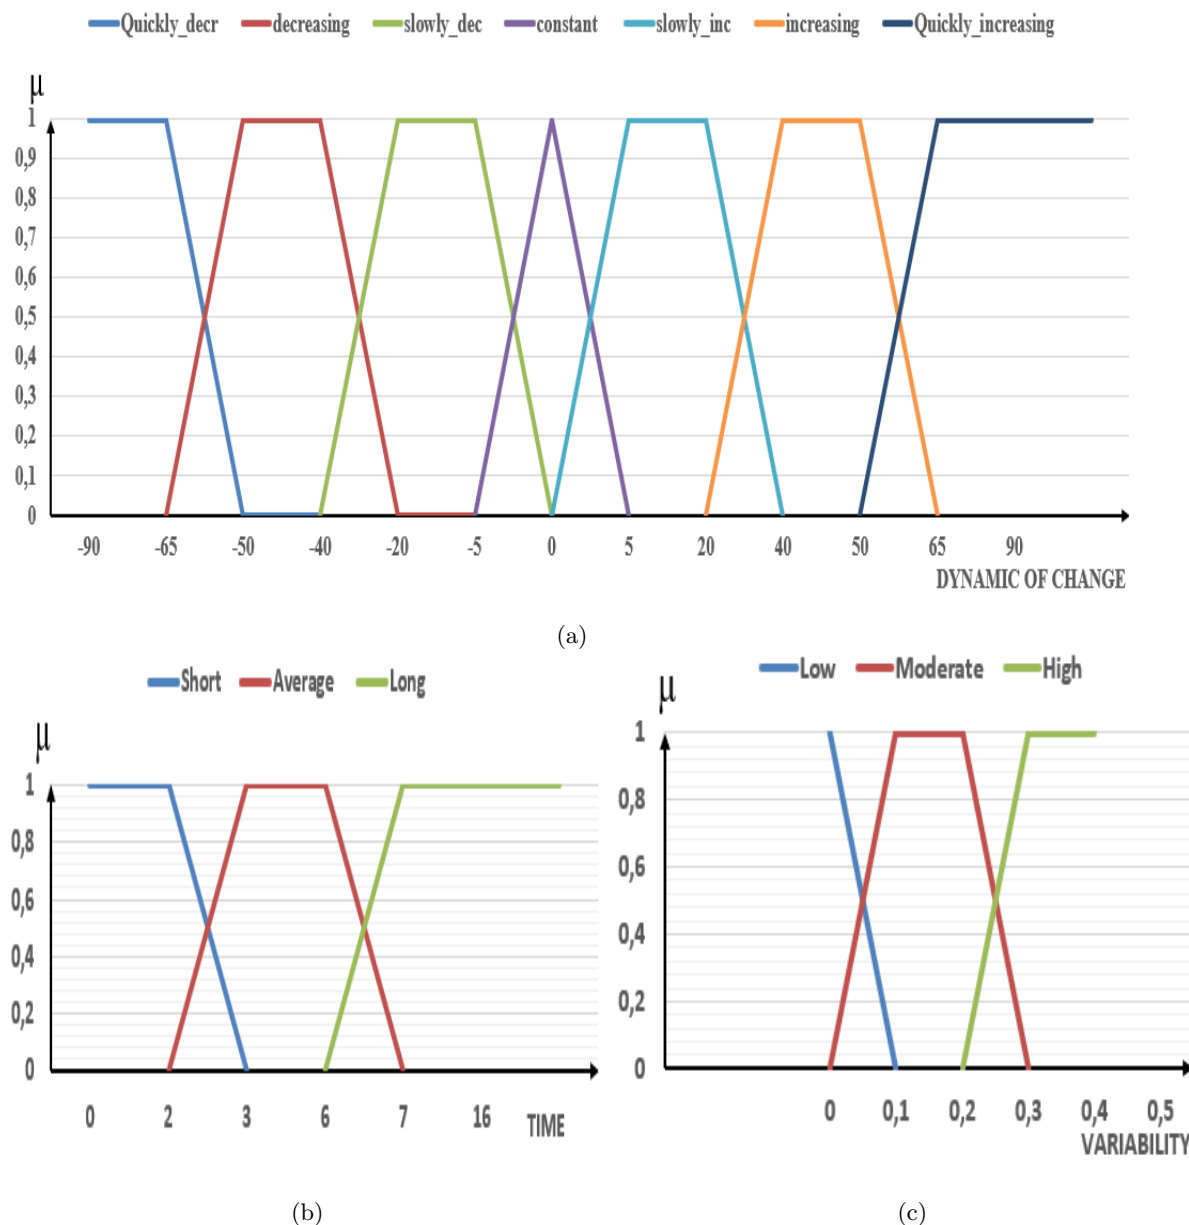 Quickly_decr decreasing slowly_dec constant slowly_inc increasing Quickly_increasing
μ
1
0,9
0,8
0,7
0,6
0,5
0,4
0,3
0,2
0,1
0
-90 -65 -50 -40 -20 -5 0 5 20 40 50 65 90
DYNAMIC OF CHANGE
(a)
Short Average Long
μ
1
0,8
0,6
0,4
0,2
0
0 2 3 6 7 16 TIME
(b)
Low Moderate High
μ
1
0,8
0,6
0,4
0,2
0
0 0,1 0,2 0,3 0,4 0,5
VARIABILITY
(c)